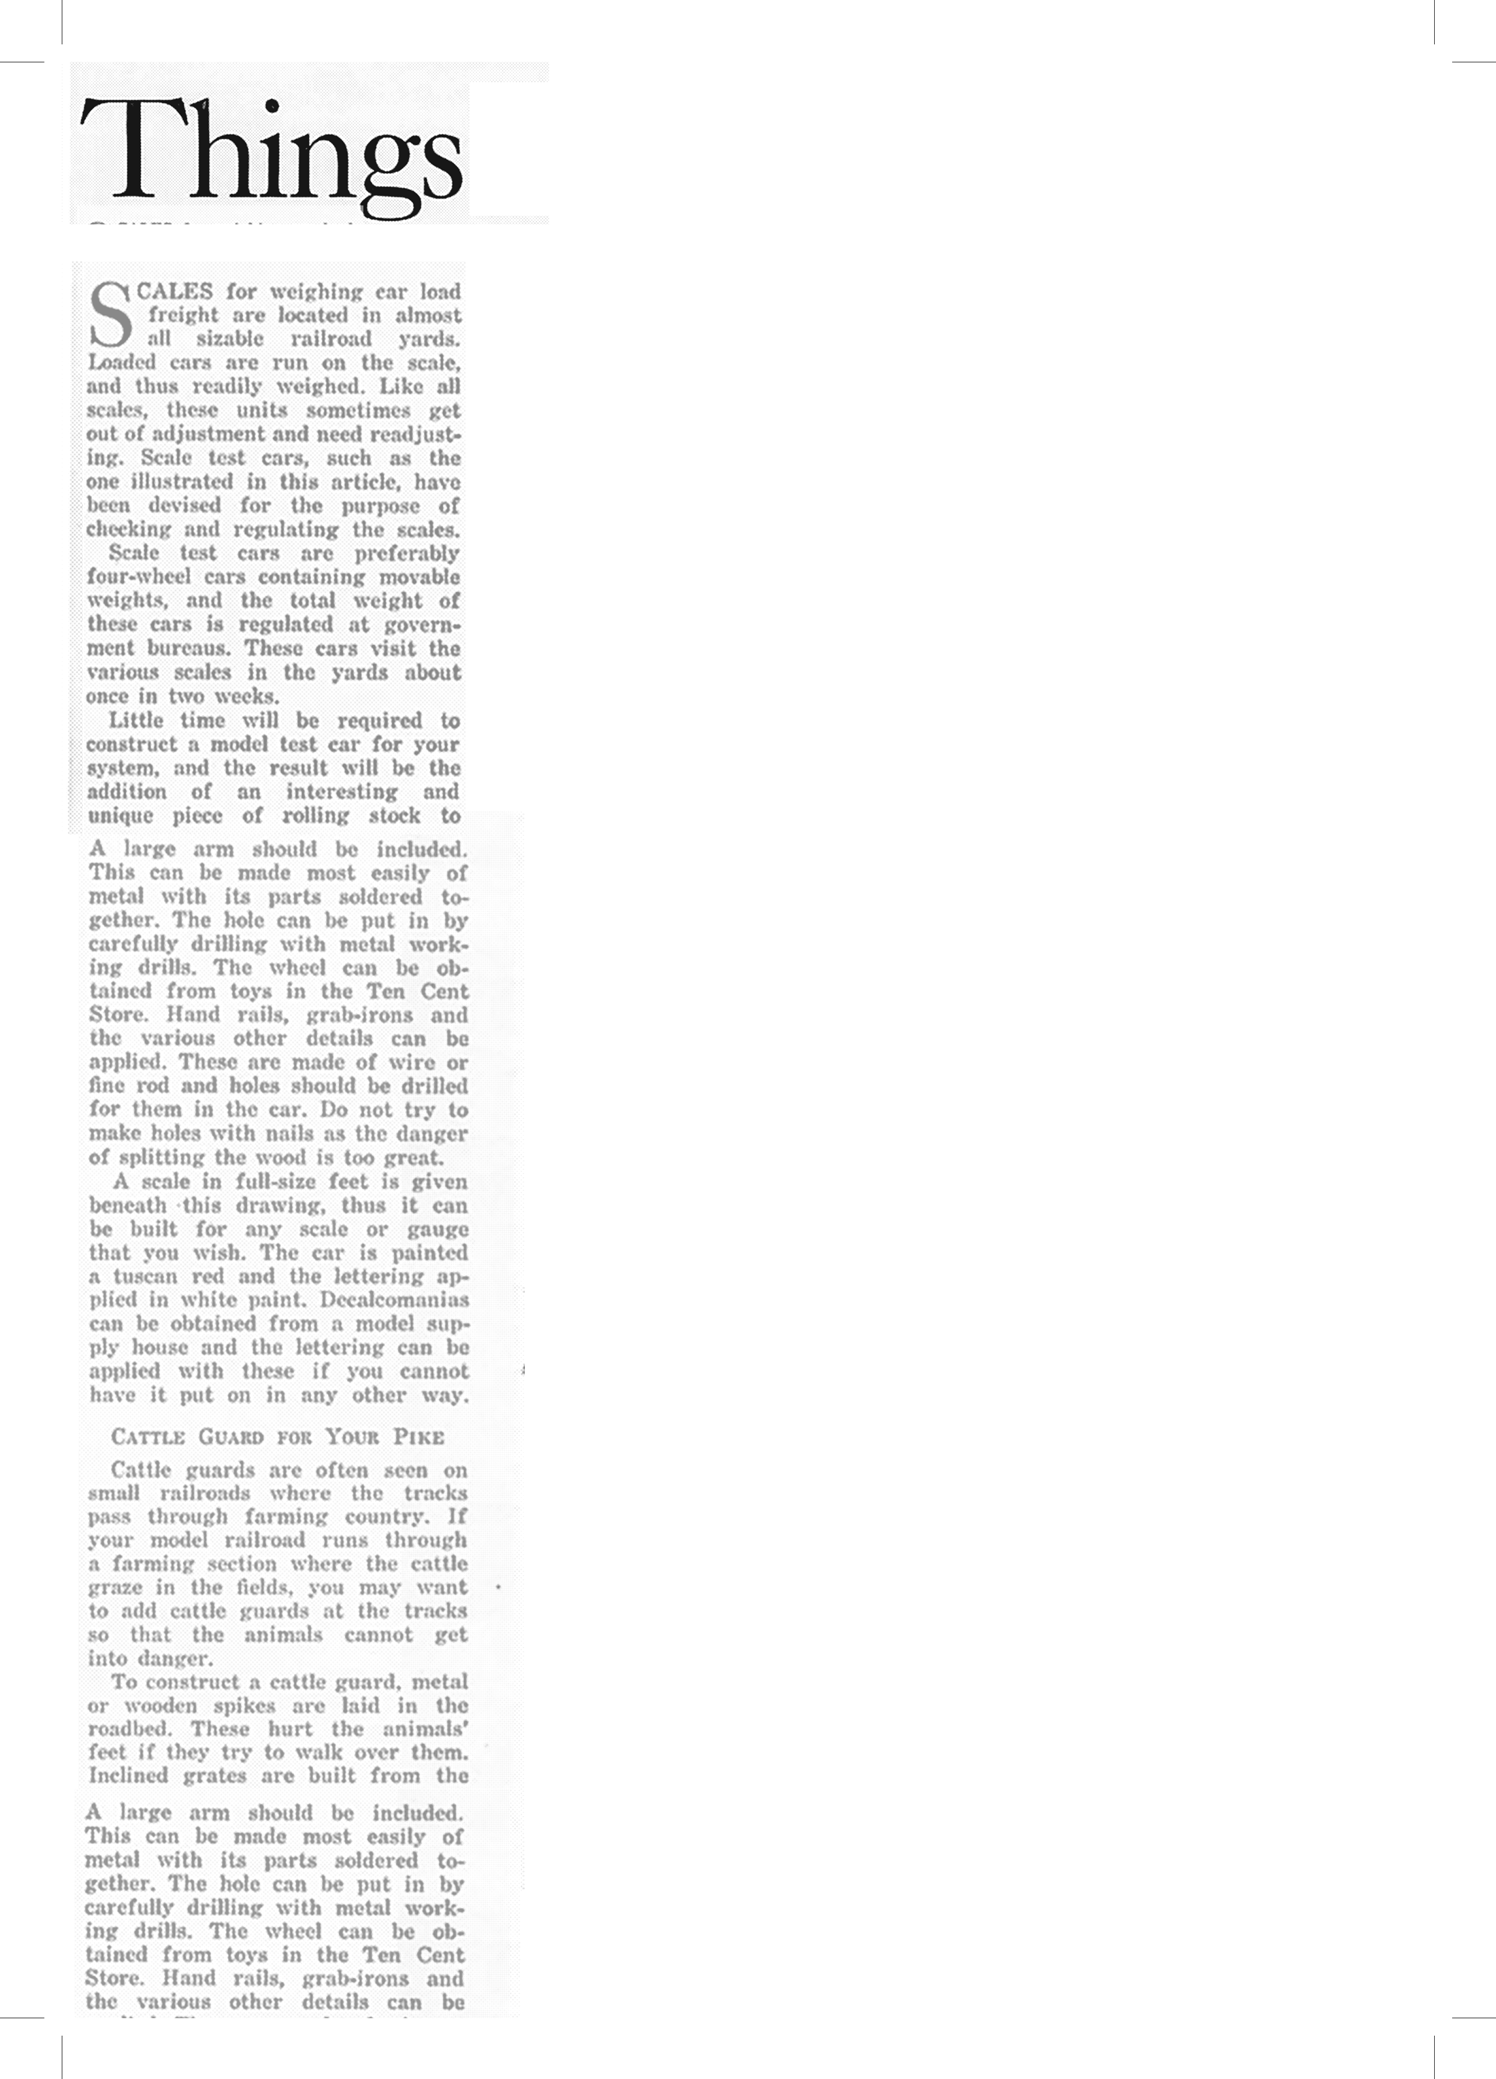 Things
SCALES for weighing car load
freight are located in almost
all sizable railroad yards.
Loaded cars are run on the scale,
and thus readily weighed. Like all
scales, these units sometimes get
out of adjustment and need readjust-
ing. Scale test cars, such as the
one illustrated in this article, have
been devised for the purpose of
checking and regulating the scales.
Scale test cars are preferably
four-wheel cars containing movable
weights, and the total weight of
these cars is regulated at govern-
ment bureaus. These cars visit the
various scales in the yards about
once in two weeks.
Little time will be required to
construct a model test car for your
system, and the result will be the
addition of an interesting and
unique piece of rolling stock to
A large arm should be included.
This can be made most easily of
metal with its parts soldered to-
gether. The hole can be put in by
carefully drilling with metal work-
ing drills. The wheel can be ob-
tained from toys in the Ten Cent
Store. Hand rails, grab-irons and
the various other details can be
applied. These are made of wire or
fine rod and holes should be drilled
for them in the car. Do not try to
make holes with nails as the danger
of splitting the wood is too great.
A scale in full-size feet is given
beneath this drawing, thus it can
be built for any scale or gauge
that you wish. The car is painted
a tuscan red and the lettering ap-
plied in white paint. Decalcomanias
can be obtained from a model sup-
ply house and the lettering can be
applied with these if you cannot
have it put on in any other way.
CATTLE GUARD FOR YOUR PIKE
Cattle guards are often seen on
small railroads where the tracks
pass through farming country. If
your model railroad runs through
a farming section where the cattle
graze in the fields, you may want
to add cattle guards at the tracks
so that the animals cannot get
into danger.
To construct a cattle guard, metal
or wooden spikes are laid in the
roadbed. These hurt the animals'
feet if they try to walk over them.
Inclined grates are built from the
A large arm should be included.
This can be made most easily of
metal with its parts soldered to-
gether. The hole can be put in by
carefully drilling with metal work-
ing drills. The wheel can be ob-
tained from toys in the Ten Cent
Store. Hand rails, grab-irons and
the various other details can be